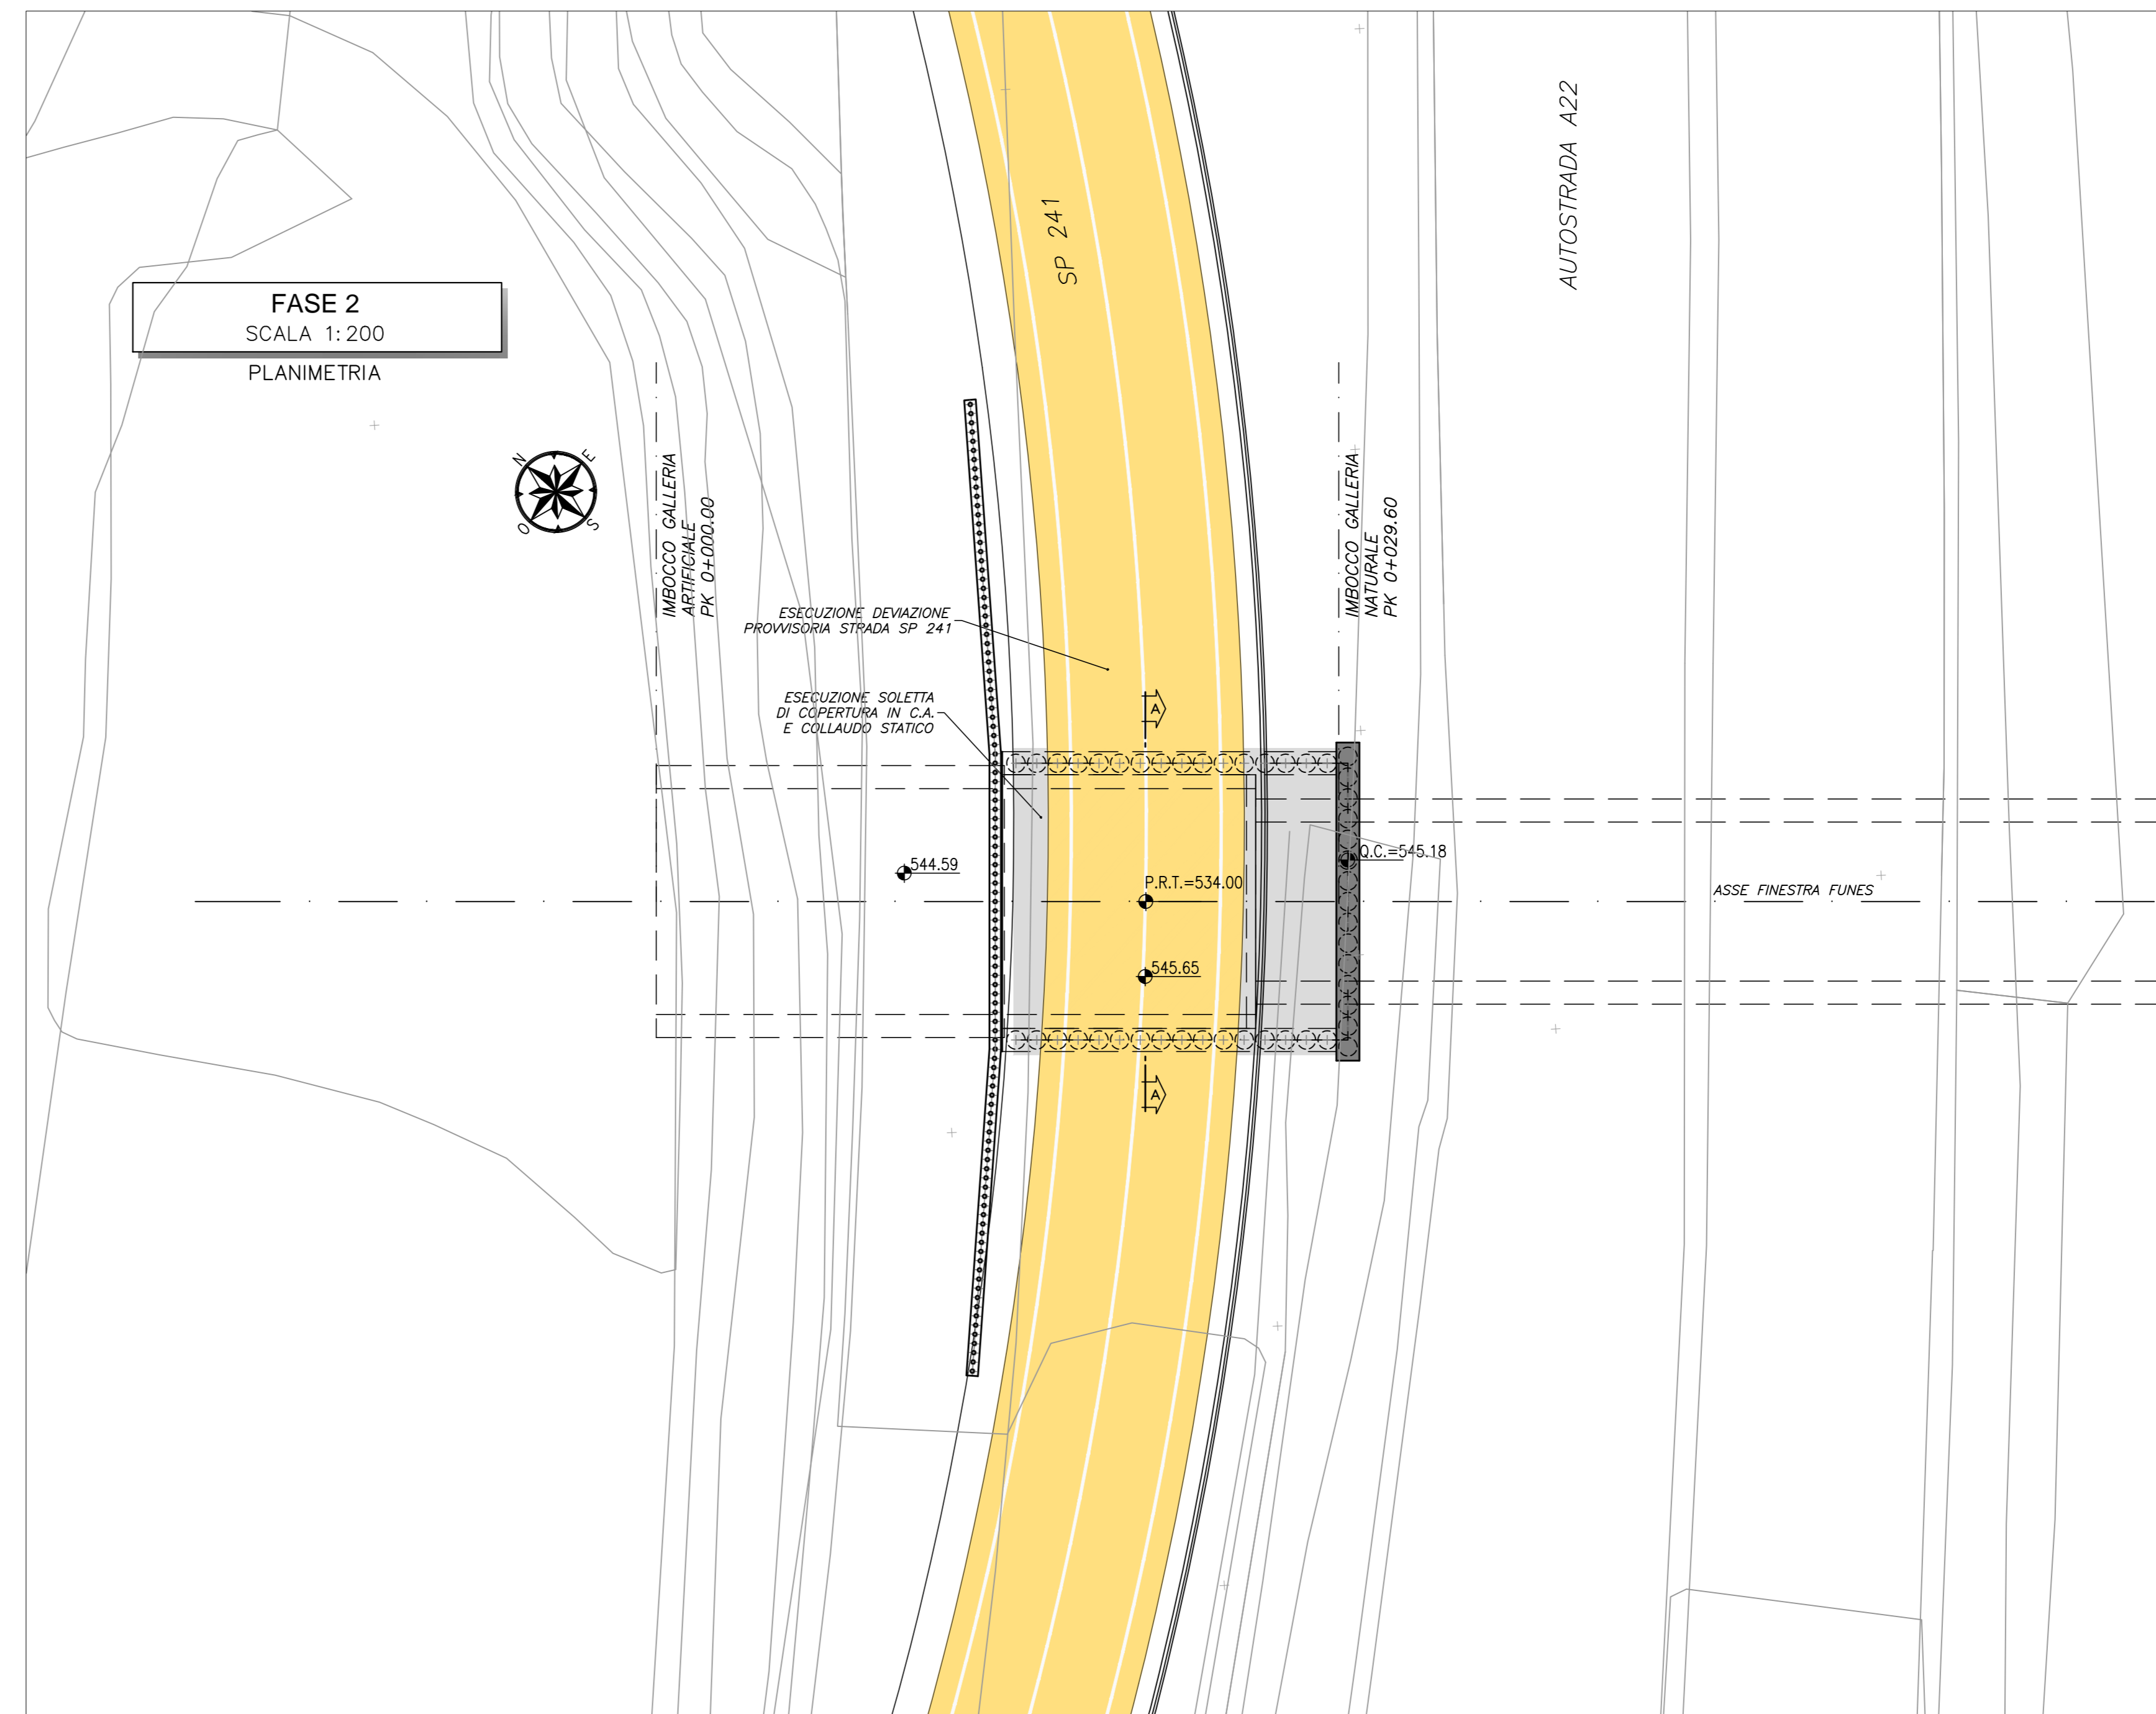 AUTOSTRADA A22
SP 241
FASE 2
SCALA 1:200
PLANIMETRIA
N
E
O
S
IMBOCCO GALLERIA
ARTIFICIALE
PK 0+000.00
IMBOCCO GALLERIA
NATURALE
PK 0+029.60
ESECUZIONE DEVIAZIONE
PROVVISORIA STRADA SP 241
ESECUZIONE SOLETTA
DI COPERTURA IN C.A.
E COLLAUDO STATICO
A
544.59
Q.C.=545.18
P.R.T.=534.00
ASSE FINESTRA FUNES
545.65
A